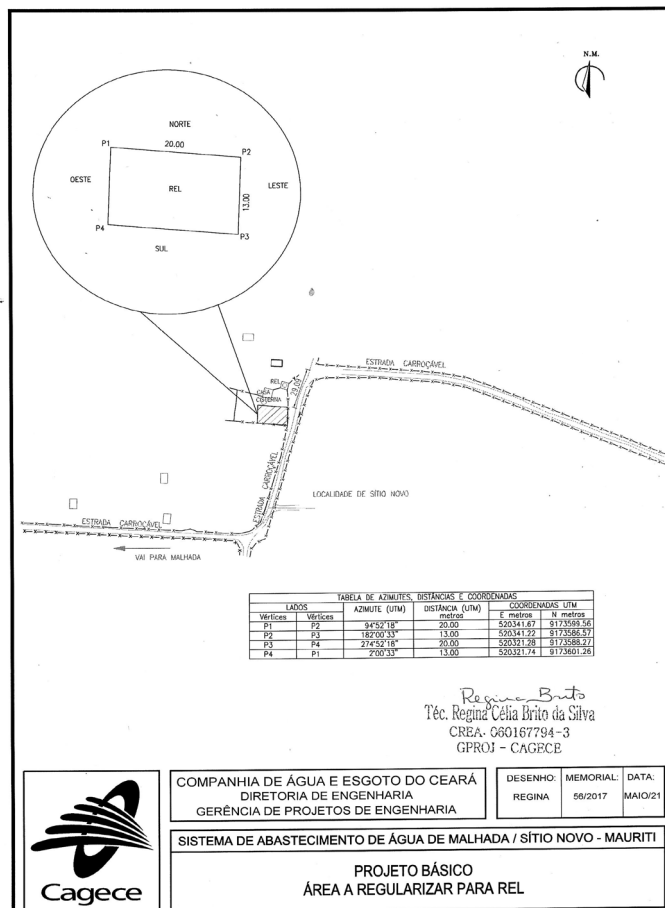 N.M.
NORTE
P1
20.00
P2
OESTE
REL
LESTE
13.00
P4
P3
SUL
ESTRADA CARROÇÁVEL
REL
29.05
CASA
CISTERNA
ESTRADA CARROÇÁVEL
LOCALIDADE DE SÍTIO NOVO
ESTRADA CARROÇÁVEL
VAI PARA MALHADA
TABELA DE AZIMUTES, DISTÂNCIAS E COORDENADAS
LADOS AZIMUTE (UTM) DISTÂNCIA (UTM) metros COORDENADAS UTM
Vértices Vértices E metros N metros
P1 P2 94°52'18" 20.00 520341.67 9173599.56
P2 P3 182°00'33" 13.00 520341.22 9173586.57
P3 P4 274°52'18" 20.00 520321.28 9173588.27
P4 P1 2°00'33" 13.00 520321.74 9173601.26
Regina Brito
Téc. Regina Célia Brito da Silva
CREA. 060167794-3
GPROJ - CAGECE
Cagece
COMPANHIA DE ÁGUA E ESGOTO DO CEARÁ
DIRETORIA DE ENGENHARIA
GERÊNCIA DE PROJETOS DE ENGENHARIA
DESENHO: MEMORIAL: DATA:
REGINA 56/2017 MAIO/21
SISTEMA DE ABASTECIMENTO DE ÁGUA DE MALHADA / SÍTIO NOVO - MAURITI
PROJETO BÁSICO
ÁREA A REGULARIZAR PARA REL